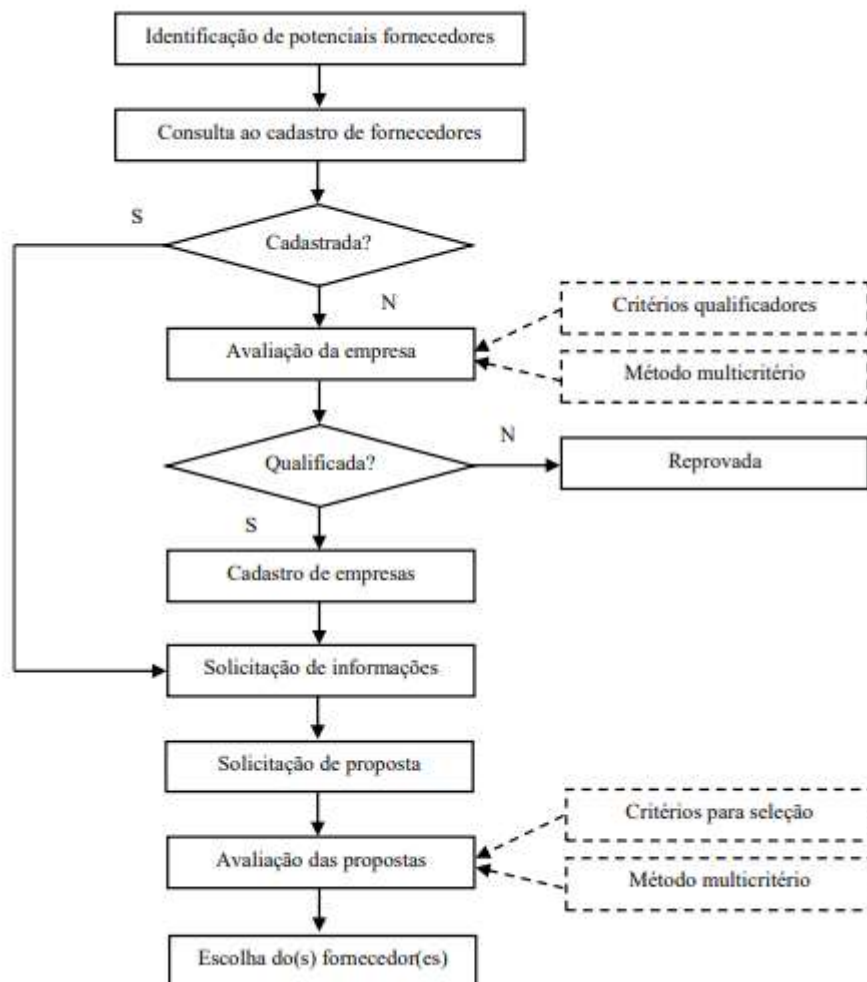 Identificação de potenciais fornecedores
Consulta ao cadastro de fornecedores
S
Cadastrada?
N
Critérios qualificadores
Avaliação da empresa
Método multicritério
N
Qualificada?
Reprovada
S
Cadastro de empresas
Solicitação de informações
Solicitação de proposta
Critérios para seleção
Avaliação das propostas
Método multicritério
Escolha do(s) fornecedor(es)